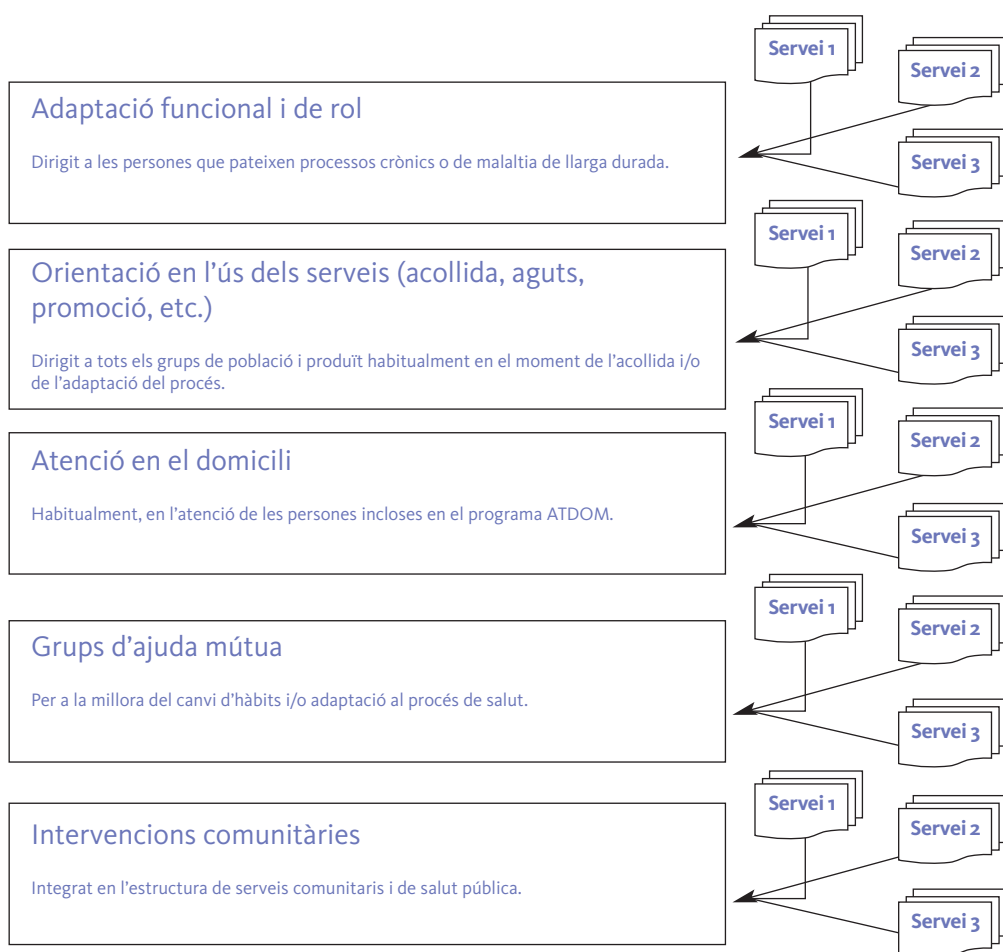 Servei 1
Servei 2
Adaptació funcional i de rol
Dirigit a les persones que pateixen processos crònics o de malaltia de llarga durada.
Servei 3
Servei 1
Servei 2
Orientació en l'ús dels serveis (acollida, aguts,
promoció, etc.)
Servei 3
Dirigit a tots els grups de població i produït habitualment en el moment de l'acollida i/o
de l'adaptació del procés.
Servei 1
Servei 2
Atenció en el domicili
Habitualment, en l'atenció de les persones incloses en el programa ATDOM.
Servei 3
Servei 1
Servei 2
Grups d'ajuda mútua
Per a la millora del canvi d'hàbits i/o adaptació al procés de salut.
Servei 3
Servei 1
Servei 2
Intervencions comunitàries
Integrat en l'estructura de serveis comunitaris i de salut pública.
Servei 3